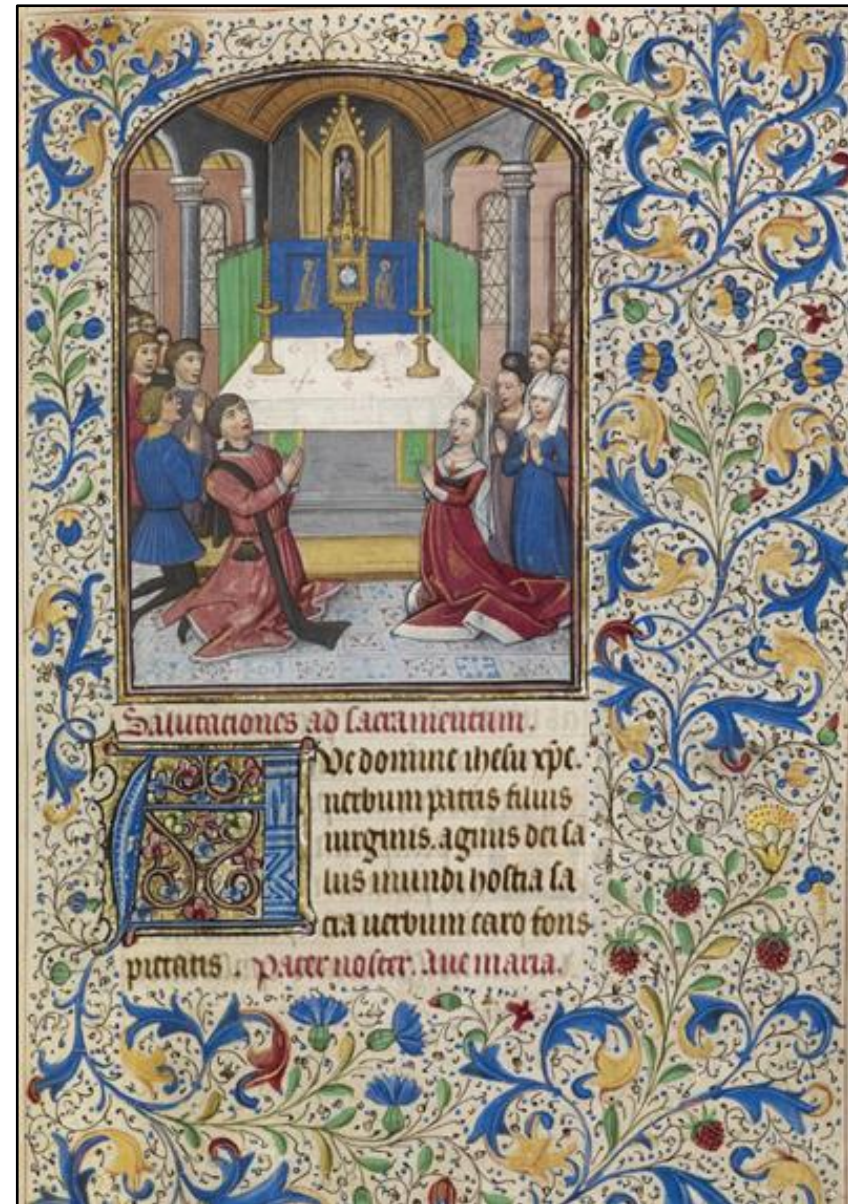 Salutaciones ad sacramentum.
Ave domine ihesu xpe.
uerbum patris filius
uirginis. agnus dei sa
lus mundi hostia sa
cra uerbum caro fons
pietatis. Pater noster. Aue maria.